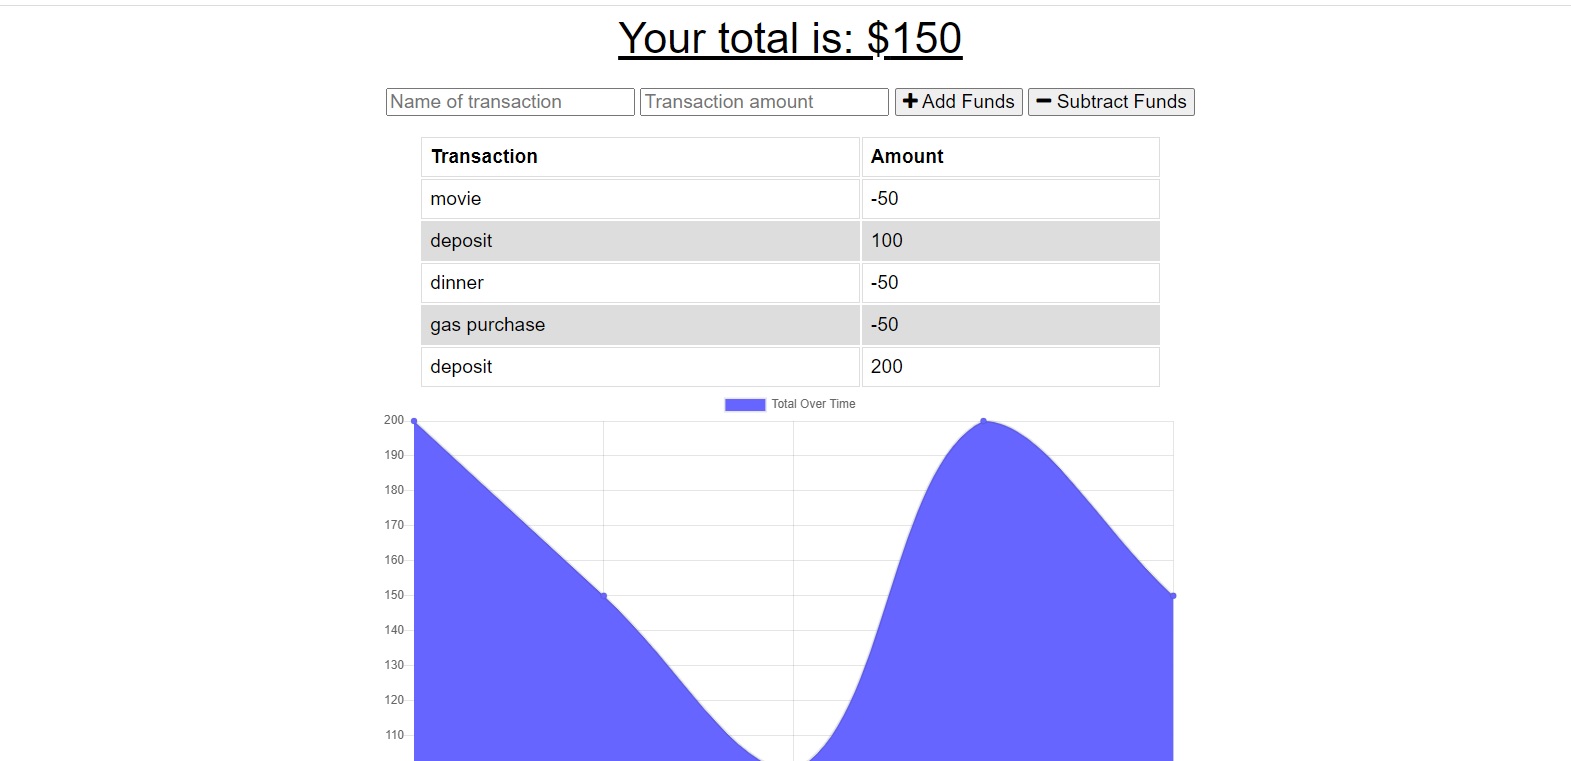 Your total is: $150
Name of transaction Transaction amount Add Funds Subtract Funds
Transaction Amount
movie -50
deposit 100
dinner -50
gas purchase -50
deposit 200
Total Over Time
200
190
180
170
160
150
140
130
120
110